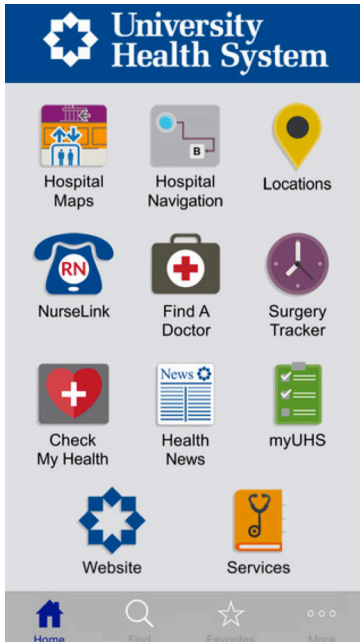 University
Health System
Hospital
Maps
Hospital
Navigation
B
Locations
RN
NurseLink
Find A
Doctor
Surgery
Tracker
Check
My Health
News
Health
News
myUHS
Website
Services
Home
Find
Favorites
More